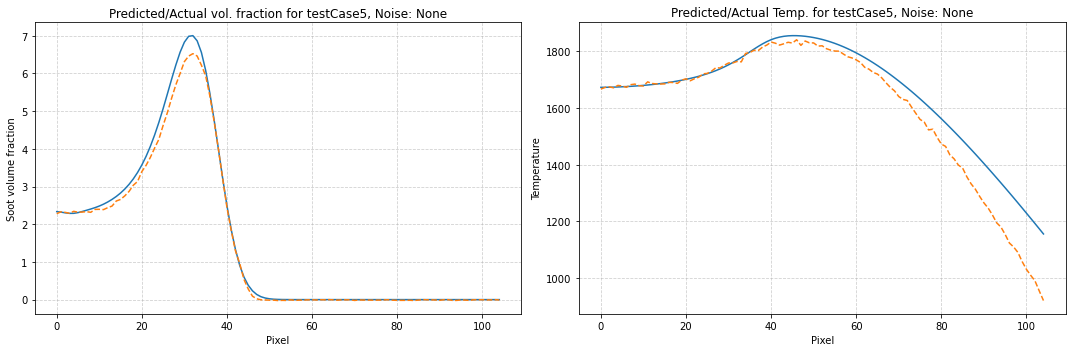 Predicted/Actual vol. fraction for testCase5, Noise: None
7
6
5
4
3
2
1
0
Soot volume fraction
0 20 40 60 80 100
Pixel
Predicted/Actual Temp. for testCase5, Noise: None
1800
1600
1400
1200
1000
Temperature
0 20 40 60 80 100
Pixel